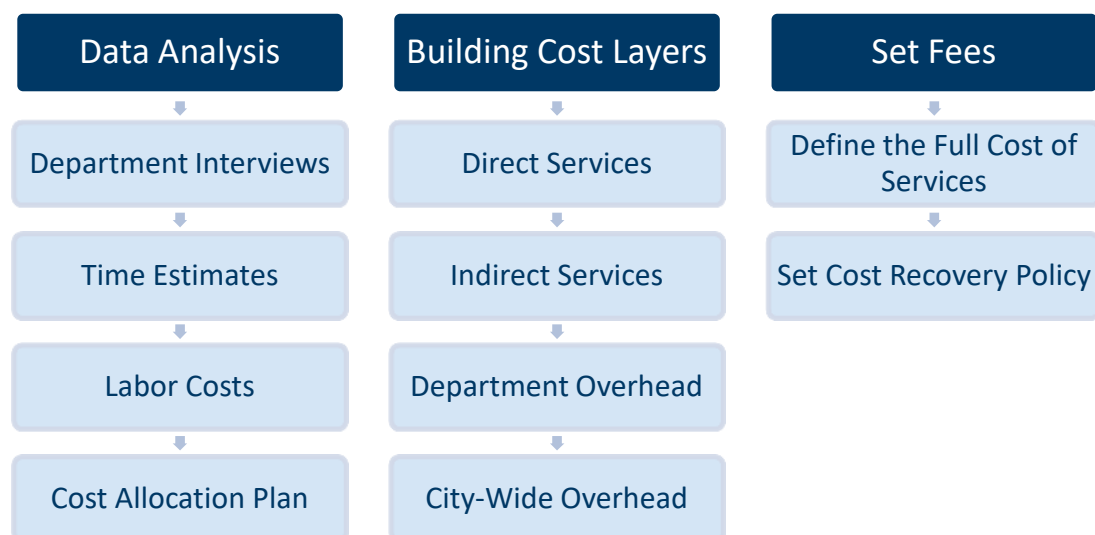 Data Analysis
Department Interviews
Time Estimates
Labor Costs
Cost Allocation Plan
Building Cost Layers
Direct Services
Indirect Services
Department Overhead
City-Wide Overhead
Set Fees
Define the Full Cost of
Services
Set Cost Recovery Policy